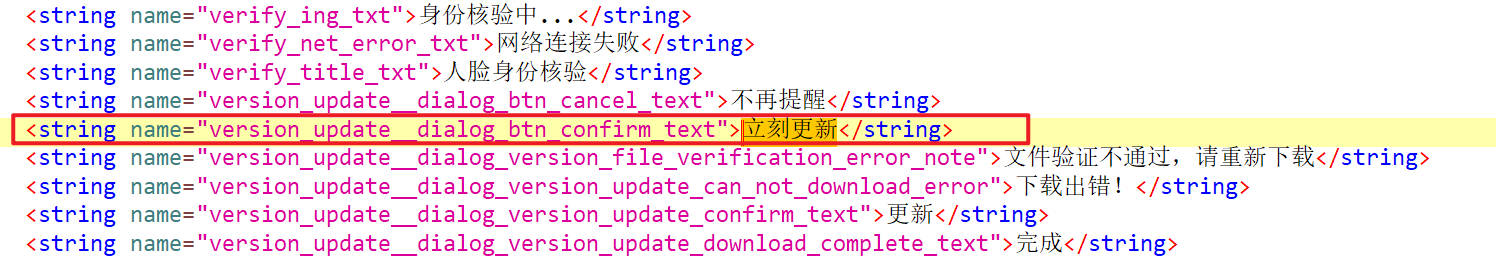 <string name="verify_ing_txt">身份核验中...</string>
<string name="verify_net_error_txt">网络连接失败</string>
<string name="verify_title_txt">人脸身份核验</string>
<string name="version_update__dialog_btn_cancel_text">不再提醒</string>
<string name="version_update__dialog_btn_confirm_text">立刻更新</string>
<string name="version_update__dialog_version_file_verification_error_note">文件验证不通过，请重新下载</string>
<string name="version_update__dialog_version_update_can_not_download_error">下载出错！</string>
<string name="version_update__dialog_version_update_confirm_text">更新</string>
<string name="version_update__dialog_version_update_download_complete_text">完成</string>